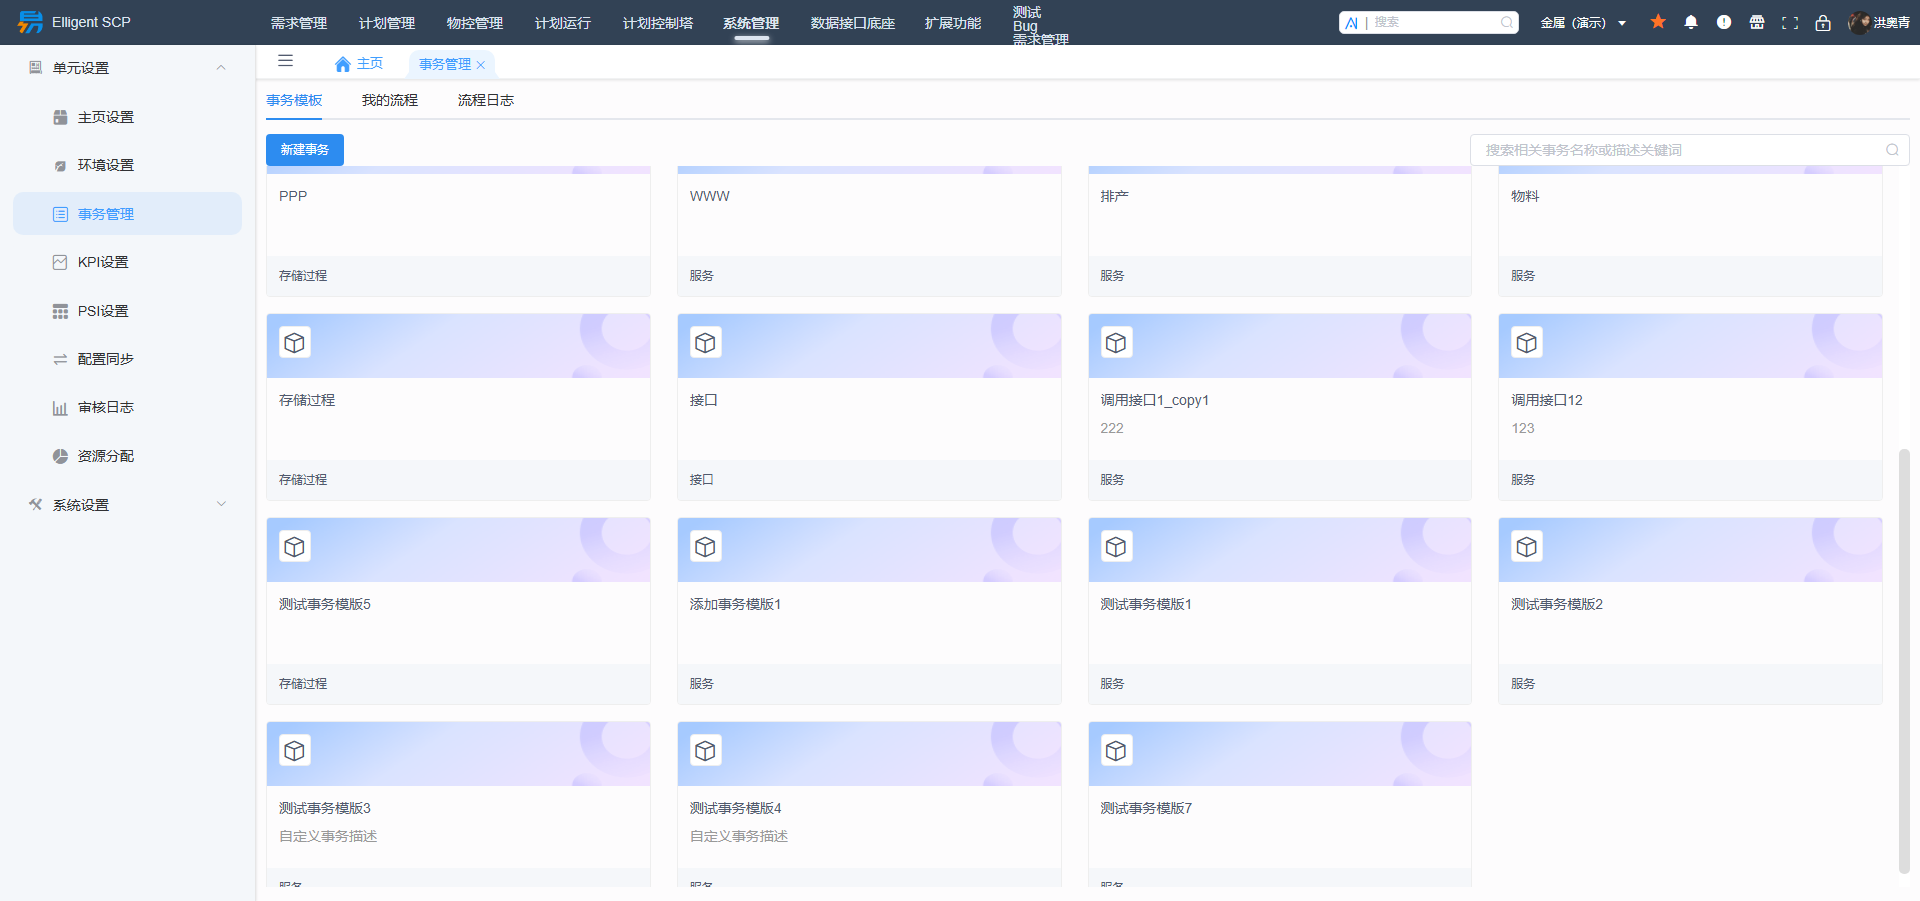 Elligent SCP
需求管理
计划管理
物控管理
计划运行
计划控制塔
系统管理
数据接口底座
扩展功能
测试
Bug
需求管理
AI | 搜索
金属（演示）
洪奥青
单元设置
主页设置
环境设置
事务管理
KPI设置
PSI设置
配置同步
审核日志
资源分配
系统设置
主页
事务管理
事务模板
我的流程
流程日志
新建事务
搜索相关事务名称或描述关键词
PPP
存储过程
WWW
服务
排产
服务
物料
服务
存储过程
存储过程
接口
接口
调用接口1_copy1
222
服务
调用接口12
123
服务
测试事务模版5
存储过程
添加事务模版1
服务
测试事务模版1
服务
测试事务模版2
服务
测试事务模版3
自定义事务描述
服务
测试事务模版4
自定义事务描述
服务
测试事务模版7
服务